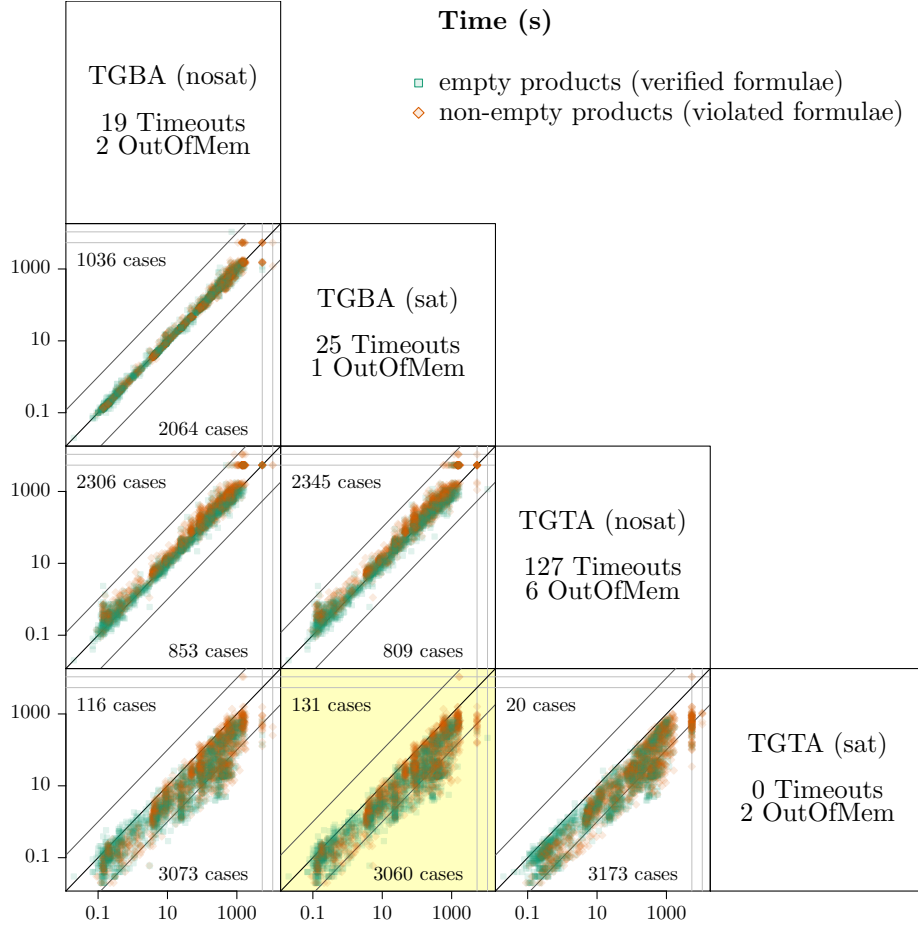 Time (s)
TGBA (nosat)
19 Timeouts
2 OutOfMem
empty products (verified formulae)
non-empty products (violated formulae)
1036 cases
2064 cases
1000
10
0.1
TGBA (sat)
25 Timeouts
1 OutOfMem
2306 cases
853 cases
1000
10
0.1
2345 cases
809 cases
TGTA (nosat)
127 Timeouts
6 OutOfMem
116 cases
3073 cases
1000
10
0.1
131 cases
3060 cases
20 cases
3173 cases
TGTA (sat)
0 Timeouts
2 OutOfMem
0.1 10 1000 0.1 10 1000 0.1 10 1000